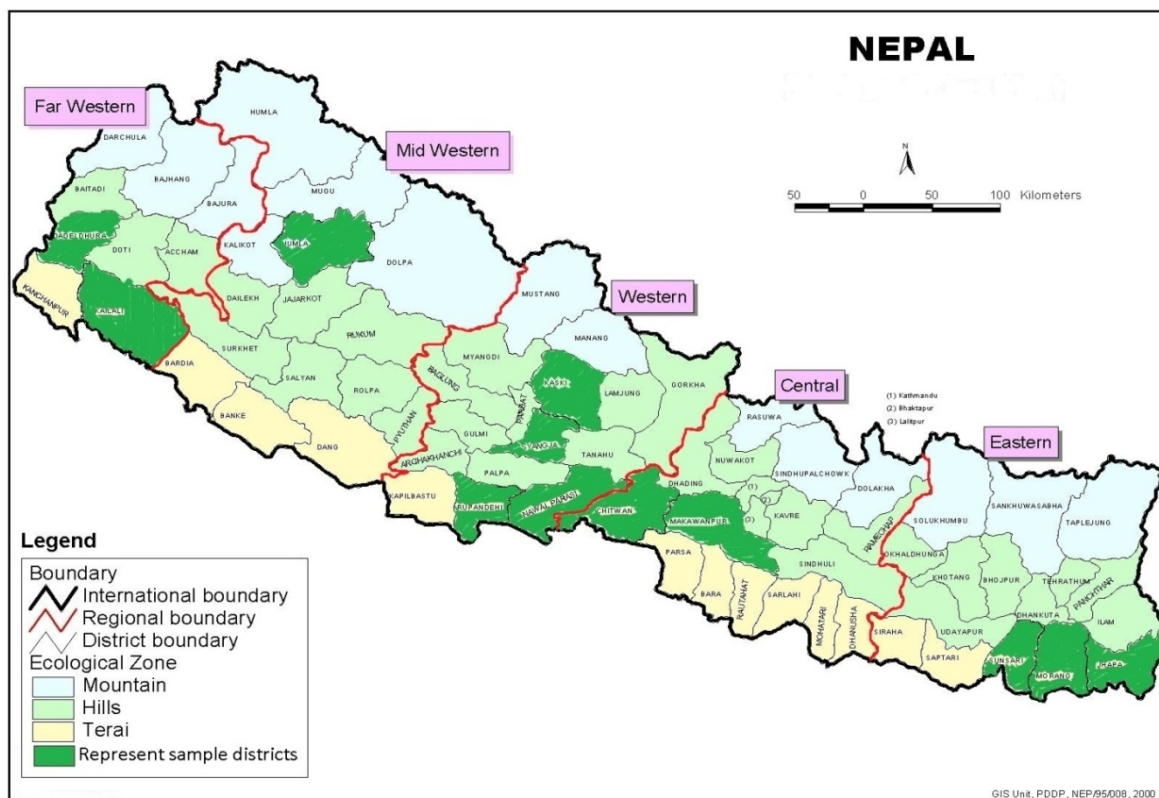 NEPAL
Far Western
HUMLA
DARCHULA
Mid Western
N
BAJHANG
MUGU
BAITADI
BAJURA
50 0 50 100 Kilometers
ADELDHURA
DOTI
ACCHAM
KALIKOT
JUMLA
DOLPA
KANCHANPUR
DAILEKH
JAJARKOT
MUSTANG
Western
KAILALI
RUKUM
MANANG
SURKHET
MYANGDI
BARDIA
SALYAN
ROLPA
BAGLUNG
PARBAT
KASKI
LAMJUNG
GORKHA
Central
(1) Kathmandu
(2) Bhaktapur
(3) Lalitpur
BANKE
PYUTHAN
GULMI
RASUWA
Eastern
DANG
SYANGJA
TANAHU
NUWAKOT
SINDHUPALCHOWK
ARGHAKHANCHI
PALPA
DHADING
DOLAKHA
SANKHUWASABHA
TAPLEJUNG
KAPILBASTU
RUPANDEHI
NAWAL PARASI
CHITWAN
MAKAWANPUR
(1)
(2)
(3)
KAVRE
RAMECHAP
SOLUKHUMBU
OKHALDHUNGA
PARSA
BARA
RAUTAHAT
SARLAHI
SINDHULI
KHOTANG
BHOJPUR
TEHRATHUM
PANCHTHAR
MOHATARI
DHANUSHA
SIRAHA
UDAYAPUR
DHANKUTA
ILAM
SAPTARI
SUNSARI
MORANG
JHAPA
Legend
Boundary
International boundary
Regional boundary
District boundary
Ecological Zone
Mountain
Hills
Terai
Represent sample districts
GIS Unit, PDDP, NEP/95/008, 2000